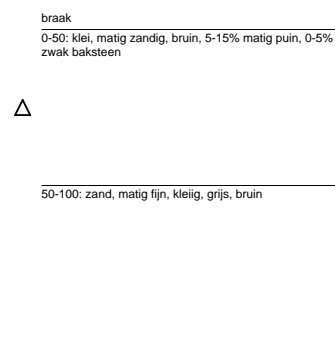 braak
0-50: klei, matig zandig, bruin, 5-15% matig puin, 0-5%
zwak baksteen
50-100: zand, matig fijn, kleiig, grijs, bruin